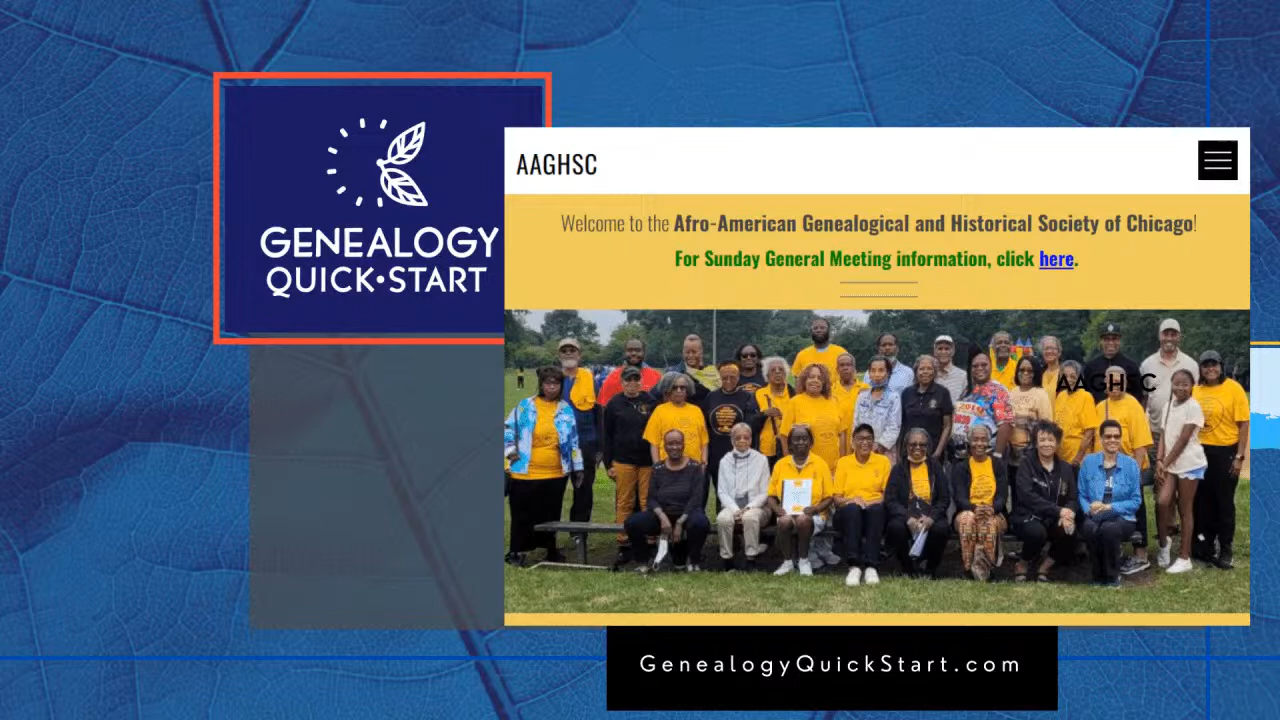 GENEALOGY
QUICK•START
AAGHSC
Welcome to the Afro-American Genealogical and Historical Society of Chicago!
For Sunday General Meeting information, click here.
AAGHSC
GenealogyQuickStart.com